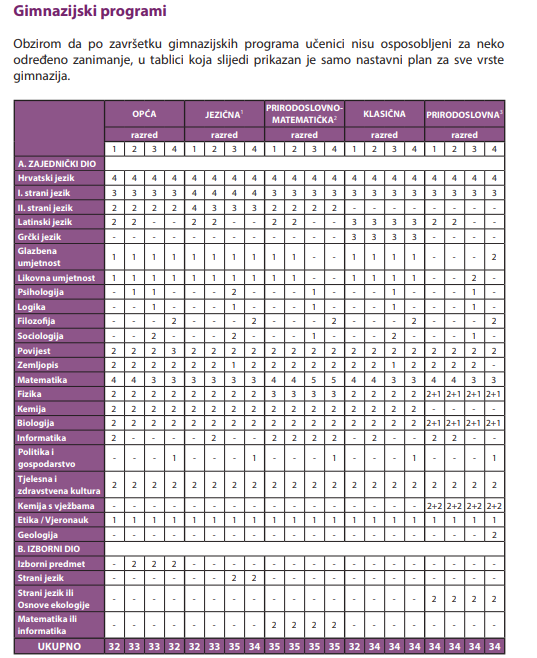 Gimnazijski programi
Obzirom da po završetku gimnazijskih programa učenici nisu osposobljeni za neko
određeno zanimanje, u tablici koja slijedi prikazan je samo nastavni plan za sve vrste
gimnazija.
OPĆA JEZIČNA¹ PRIRODOSLOVNO-MATEMATIČKA² KLASIČNA PRIRODOSLOVNA³
razred razred razred razred razred
1 2 3 4 1 2 3 4 1 2 3 4 1 2 3 4 1 2 3 4
A. ZAJEDNIČKI DIO
Hrvatski jezik 4 4 4 4 4 4 4 4 4 4 4 4 4 4 4 4 4 4 4 4
I. strani jezik 3 3 3 3 4 4 4 4 3 3 3 3 3 3 3 3 3 3 3 3
II. strani jezik 2 2 2 2 4 3 3 3 2 2 2 2 - - - - - - - -
Latinski jezik 2 2 - - 2 2 - - 2 2 - - 3 3 3 3 2 2 - -
Grčki jezik - - - - - - - - - - - - 3 3 3 3 - - - -
Glazbena
umjetnost 1 1 1 1 1 1 1 1 1 1 - - 1 1 1 1 - - - 2
Likovna umjetnost 1 1 1 1 1 1 1 1 1 1 - - 1 1 1 1 - - 2 -
Psihologija - 1 1 - - - 2 - - - 1 - - - 1 - - - 1 -
Logika - - 1 - - - 1 - - - 1 - - - 1 - - - 1 -
Filozofija - - - 2 - - - 2 - - - 2 - - - 2 - - - 2
Sociologija - - 2 - - - 2 - - - 1 - - - 2 - - - 1 -
Povijest 2 2 2 3 2 2 2 2 2 2 2 2 2 2 2 2 2 2 2 2
Zemljopis 2 2 2 2 2 2 1 2 2 2 2 2 2 2 1 2 2 2 2 2
Matematika 4 4 3 3 3 3 3 3 4 4 5 5 4 4 3 3 4 4 3 3
Fizika 2 2 2 2 2 2 2 2 3 3 3 3 2 2 2 2 2+1 2+1 2+1 2+1
Kemija 2 2 2 2 2 2 2 2 2 2 2 2 2 2 2 2 - - - -
Biologija 2 2 2 2 2 2 2 2 2 2 2 2 2 2 2 2 2+1 2+1 2+1 2+1
Informatika 2 - - - - 2 - - 2 2 2 2 - 2 - - 2 2 - -
Politika i
gospodarstvo - - - 1 - - - 1 - - - 1 - - - 1 - - - 1
Tjelesna i
zdravstvena kultura 2 2 2 2 2 2 2 2 2 2 2 2 2 2 2 2 2 2 2 2
Kemija s vježbama - - - - - - - - - - - - - - - - 2+2 2+2 2+2 2+2
Etika / Vjeronauk 1 1 1 1 1 1 1 1 1 1 1 1 1 1 1 1 1 1 1 1
Geologija - - - - - - - - - - - - - - - - - - - 2
B. IZBORNI DIO
Izborni predmet - 2 2 2 - - - - - - - - - - - - - - - -
Strani jezik - - - - - - 2 2 - - - - - - - - - - - -
Strani jezik ili
Osnove ekologije - - - - - - - - - - - - - - - - 2 2 2 2
Matematika ili
informatika - - - - - - - - 2 2 2 2 - - - - - - - -
UKUPNO 32 33 33 32 32 33 35 34 35 35 35 35 32 34 34 34 34 34 34 34